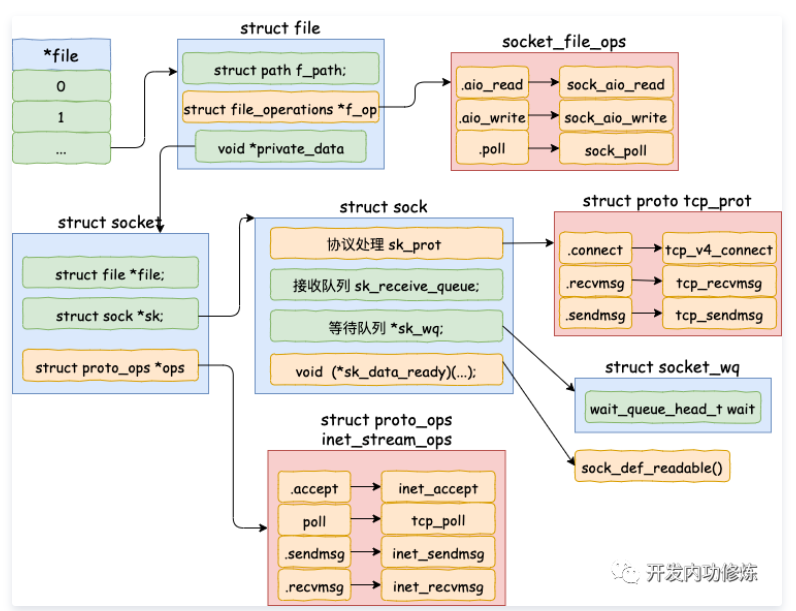 struct file
*file
0
1
...
struct path f_path;
struct file_operations *f_op
void *private_data
socket_file_ops
.aio_read
sock_aio_read
.aio_write
sock_aio_write
.poll
sock_poll
struct socket
struct file *file;
struct sock *sk;
struct proto_ops *ops
struct sock
协议处理 sk_prot
接收队列 sk_receive_queue;
等待队列 *sk_wq;
void (*sk_data_ready)(...);
struct proto tcp_prot
.connect
tcp_v4_connect
.recvmsg
tcp_recvmsg
.sendmsg
tcp_sendmsg
struct socket_wq
wait_queue_head_t wait
sock_def_readable()
struct proto_ops
inet_stream_ops
.accept
inet_accept
poll
tcp_poll
.sendmsg
inet_sendmsg
.recvmsg
inet_recvmsg
开发内功修炼